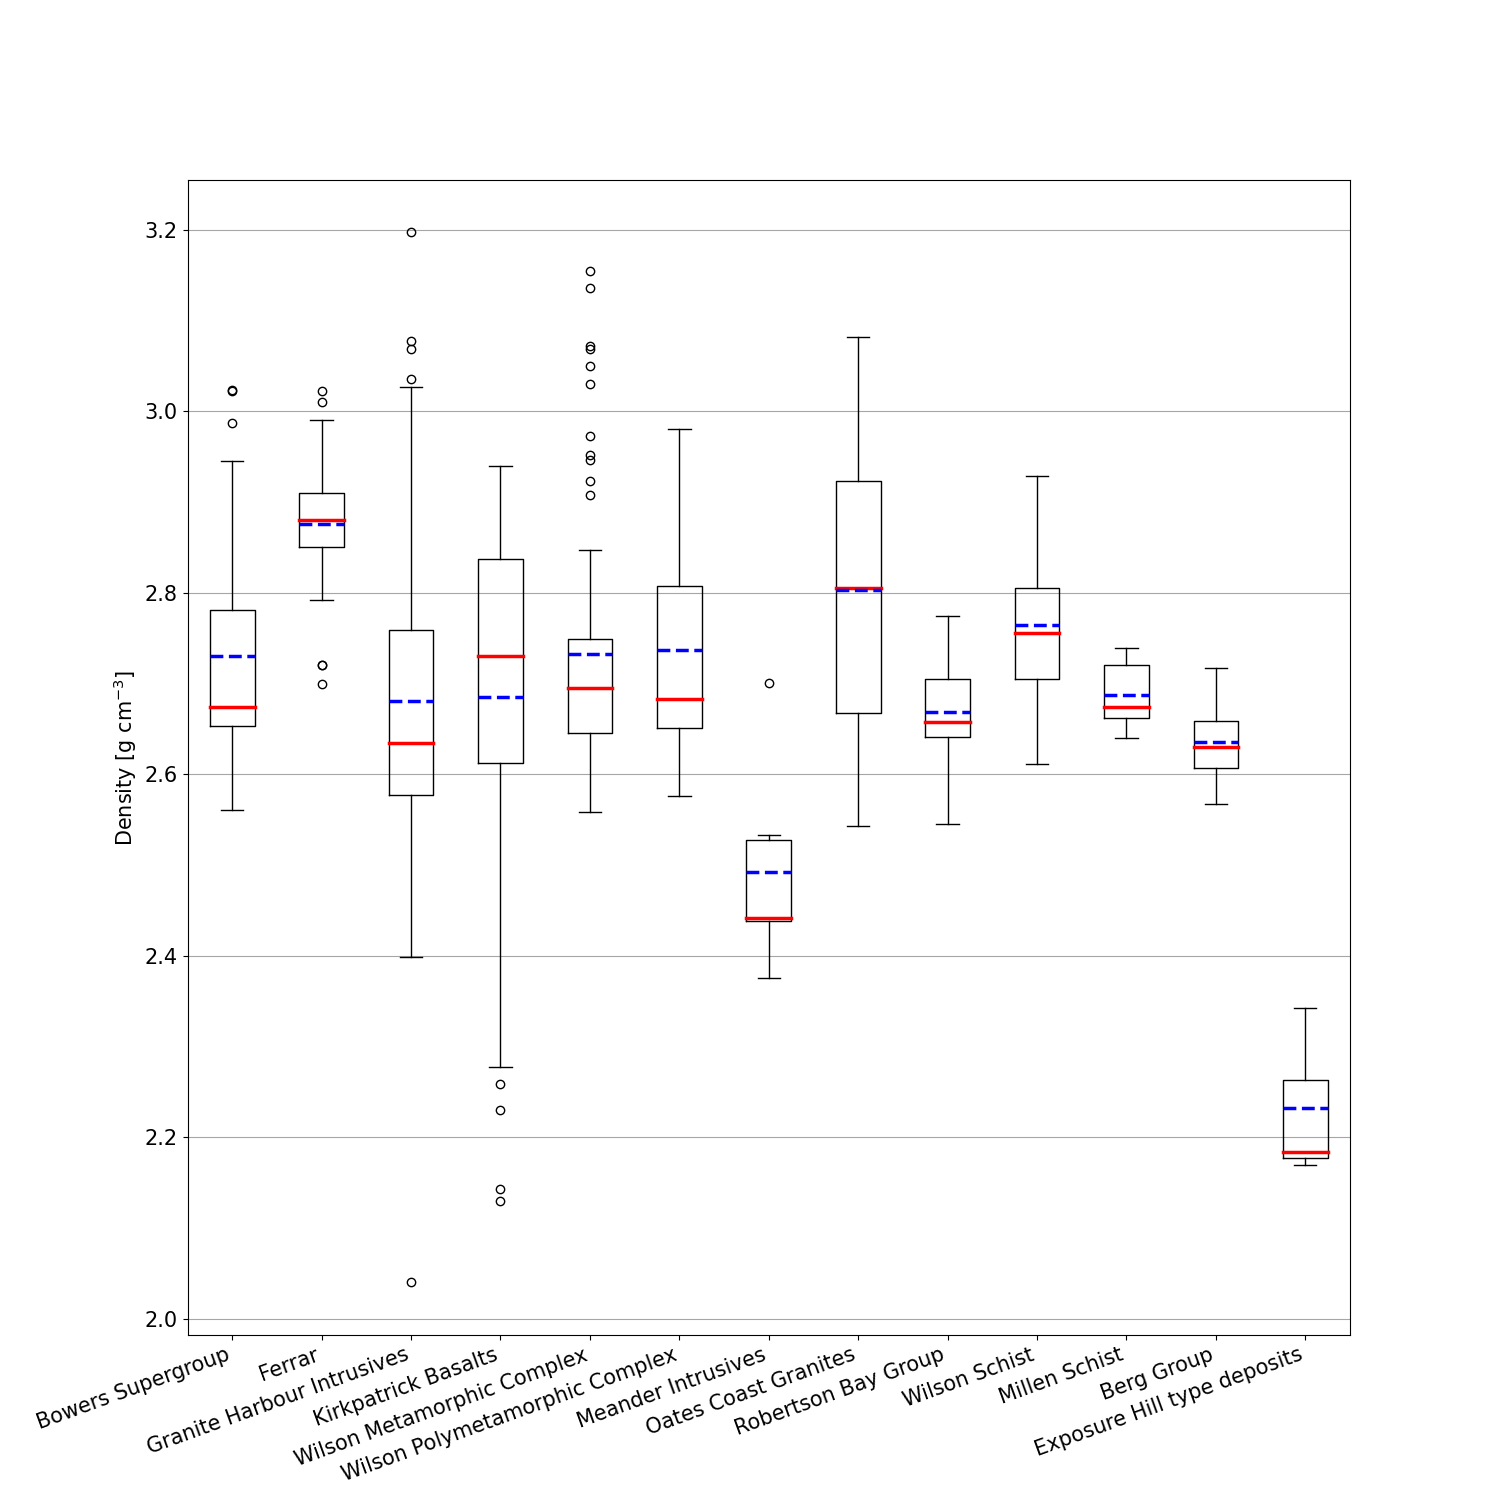 3.2
3.0
2.8
2.6
2.4
2.2
2.0
Density [g cm⁻³]
Bowers Supergroup
Ferrar
Granite Harbour Intrusives
Kirkpatrick Basalts
Wilson Metamorphic Complex
Wilson Polymetamorphic Complex
Meander Intrusives
Oates Coast Granites
Robertson Bay Group
Wilson Schist
Millen Schist
Berg Group
Exposure Hill type deposits